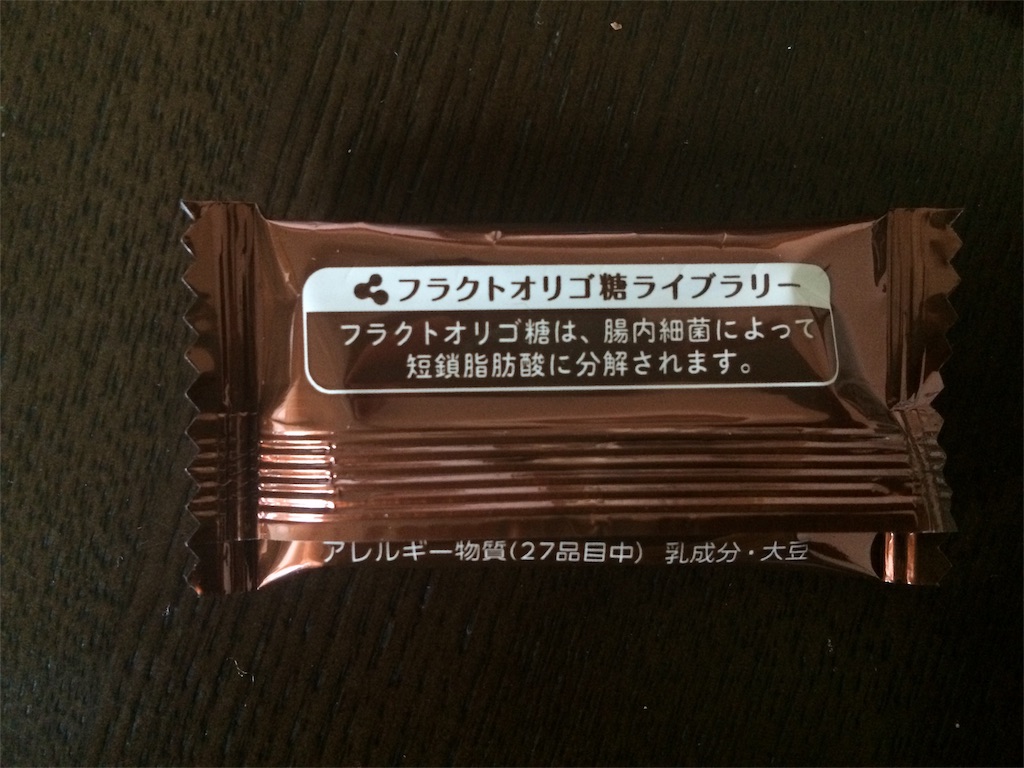 フラクトオリゴ糖ライブラリー
フラクトオリゴ糖は、腸内細菌によって
短鎖脂肪酸に分解されます。
アレルギー物質(27品目中) 乳成分・大豆